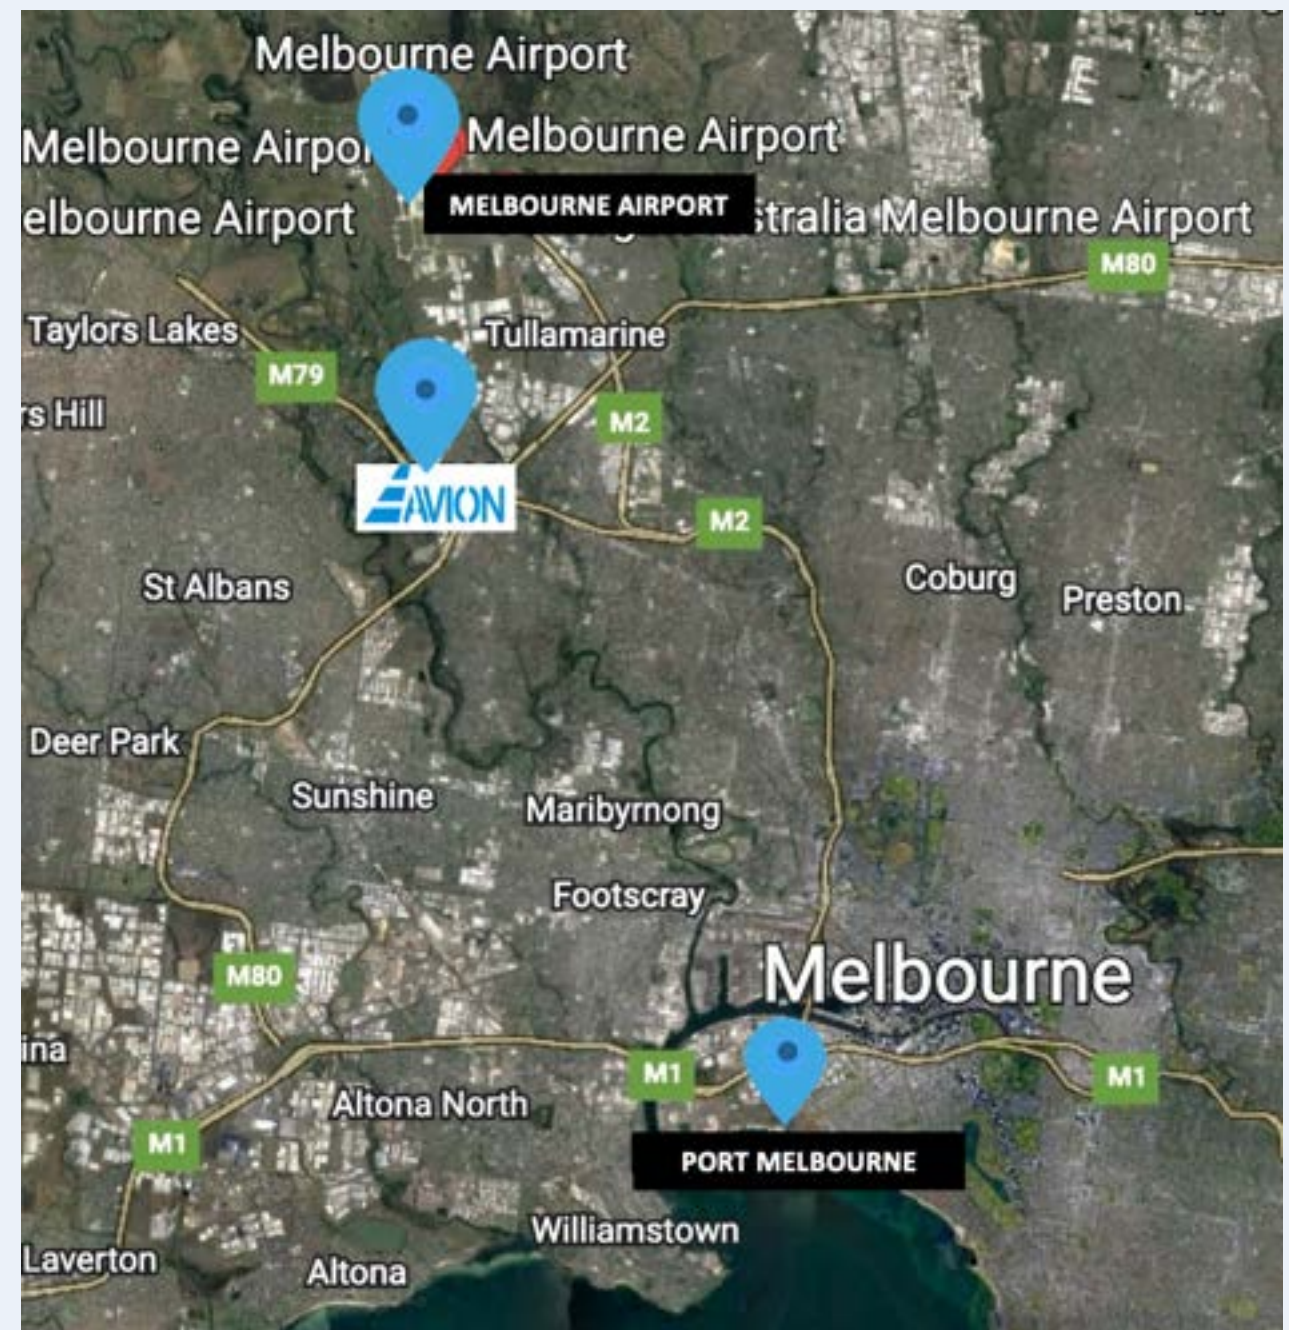 Melbourne Airport
Melbourne Airpor
Melbourne Airport
MELBOURNE AIRPORT
elbourne Airport
stralia Melbourne Airport
M80
Taylors Lakes
Tullamarine
M79
rs Hill
M2
AVION
M2
St Albans
Coburg
Preston
Deer Park
Sunshine
Maribyrnong
Footscray
Melbourne
M80
ina
M1
M1
Altona North
M1
PORT MELBOURNE
Williamstown
Laverton
Altona